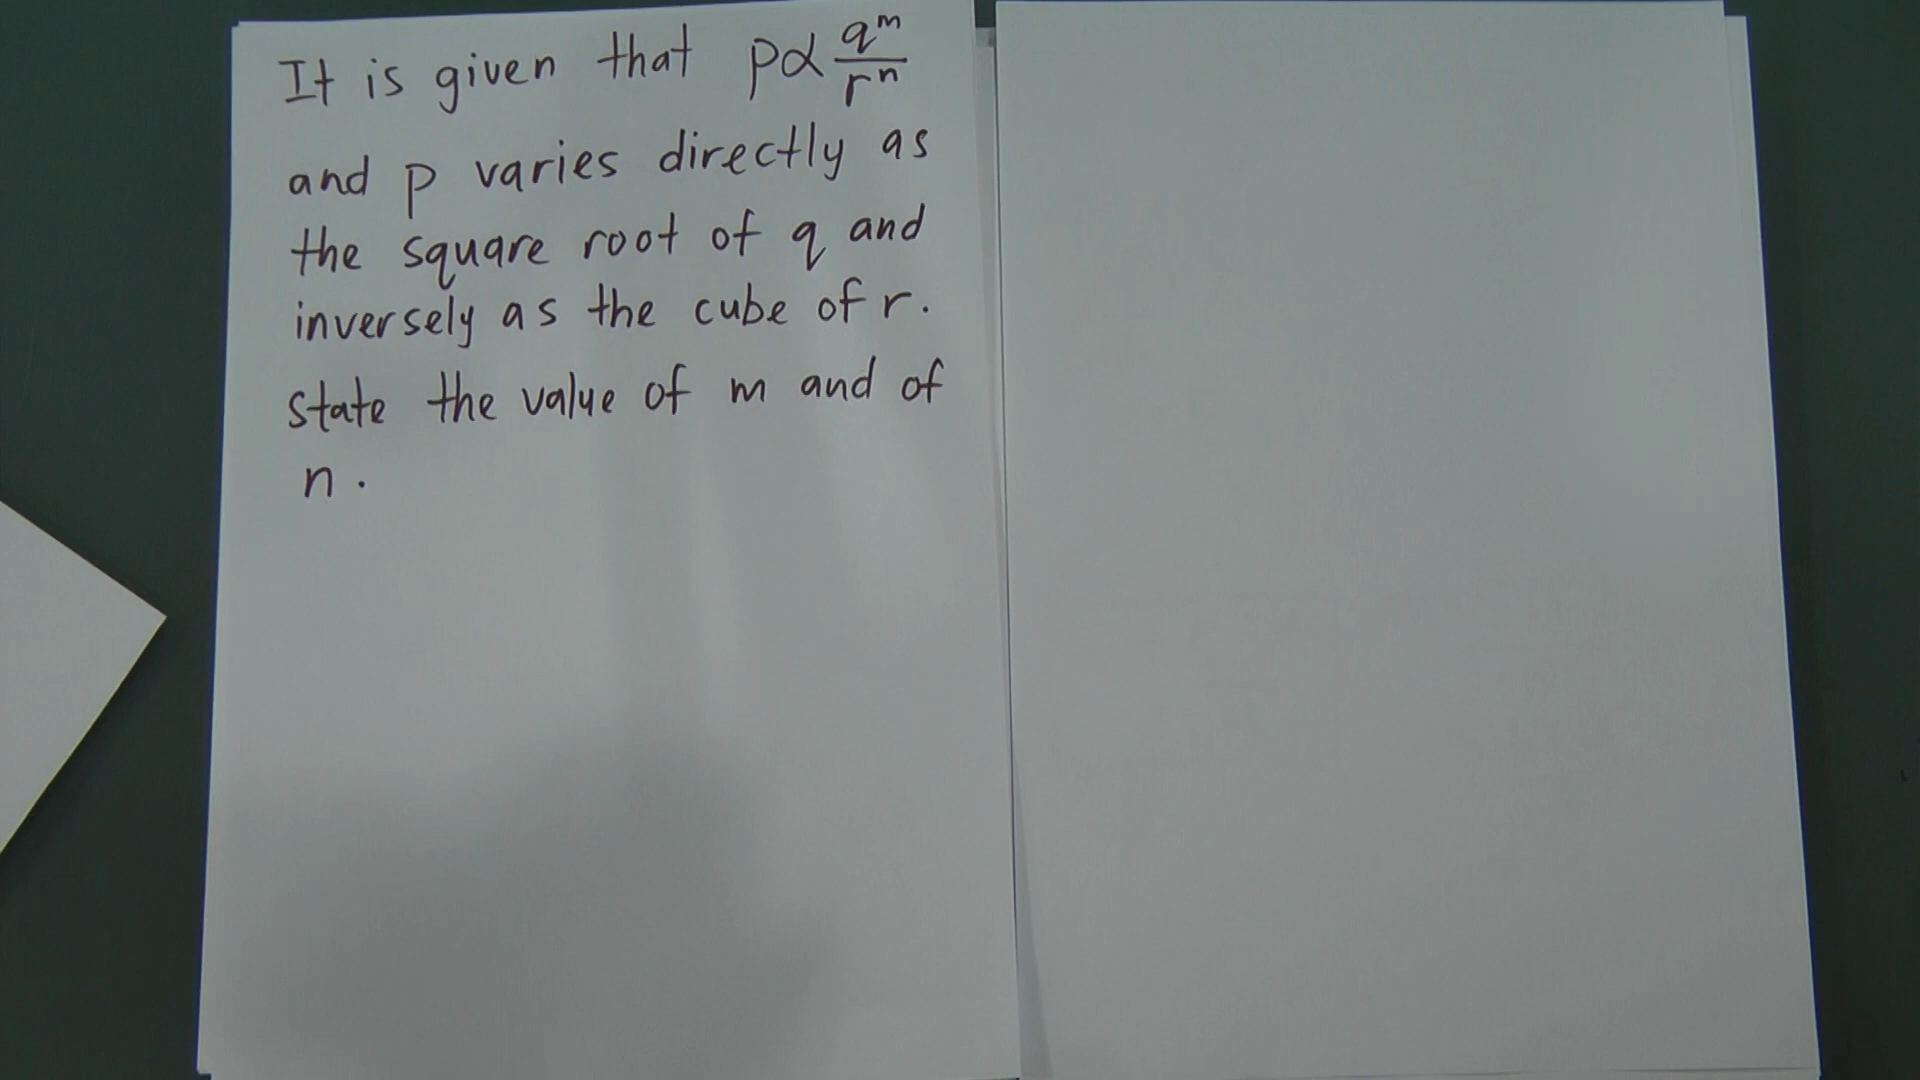 It is given that p∝ q^m/r^n
and p varies directly as
the square root of q and
inversely as the cube of r.
state the value of m and of
n.